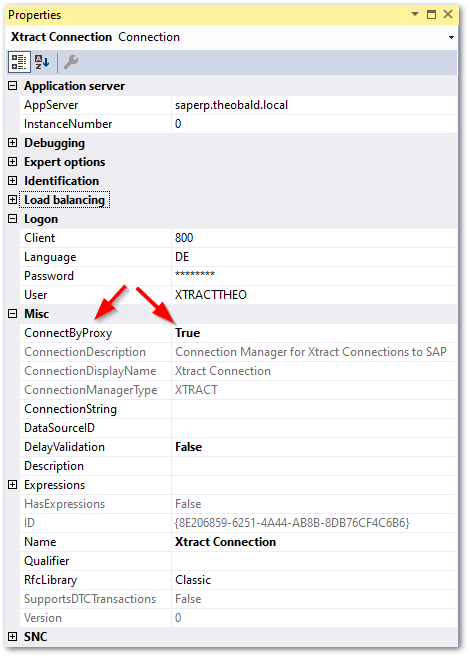 Properties
Xtract Connection Connection
Application server
AppServer saperp.theobald.local
InstanceNumber 0
Debugging
Expert options
Identification
Load balancing
Logon
Client 800
Language DE
Password ********
User XTRACTTHEO
Misc
ConnectByProxy True
ConnectionDescription Connection Manager for Xtract Connections to SAP
ConnectionDisplayName Xtract Connection
ConnectionManagerType XTRACT
ConnectionString
DataSourceID
DelayValidation False
Description
Expressions
HasExpressions False
ID {8E206859-6251-4A44-AB8B-8DB76CF4C6B6}
Name Xtract Connection
Qualifier
RfcLibrary Classic
SupportsDTCTransactions False
Version 0
SNC